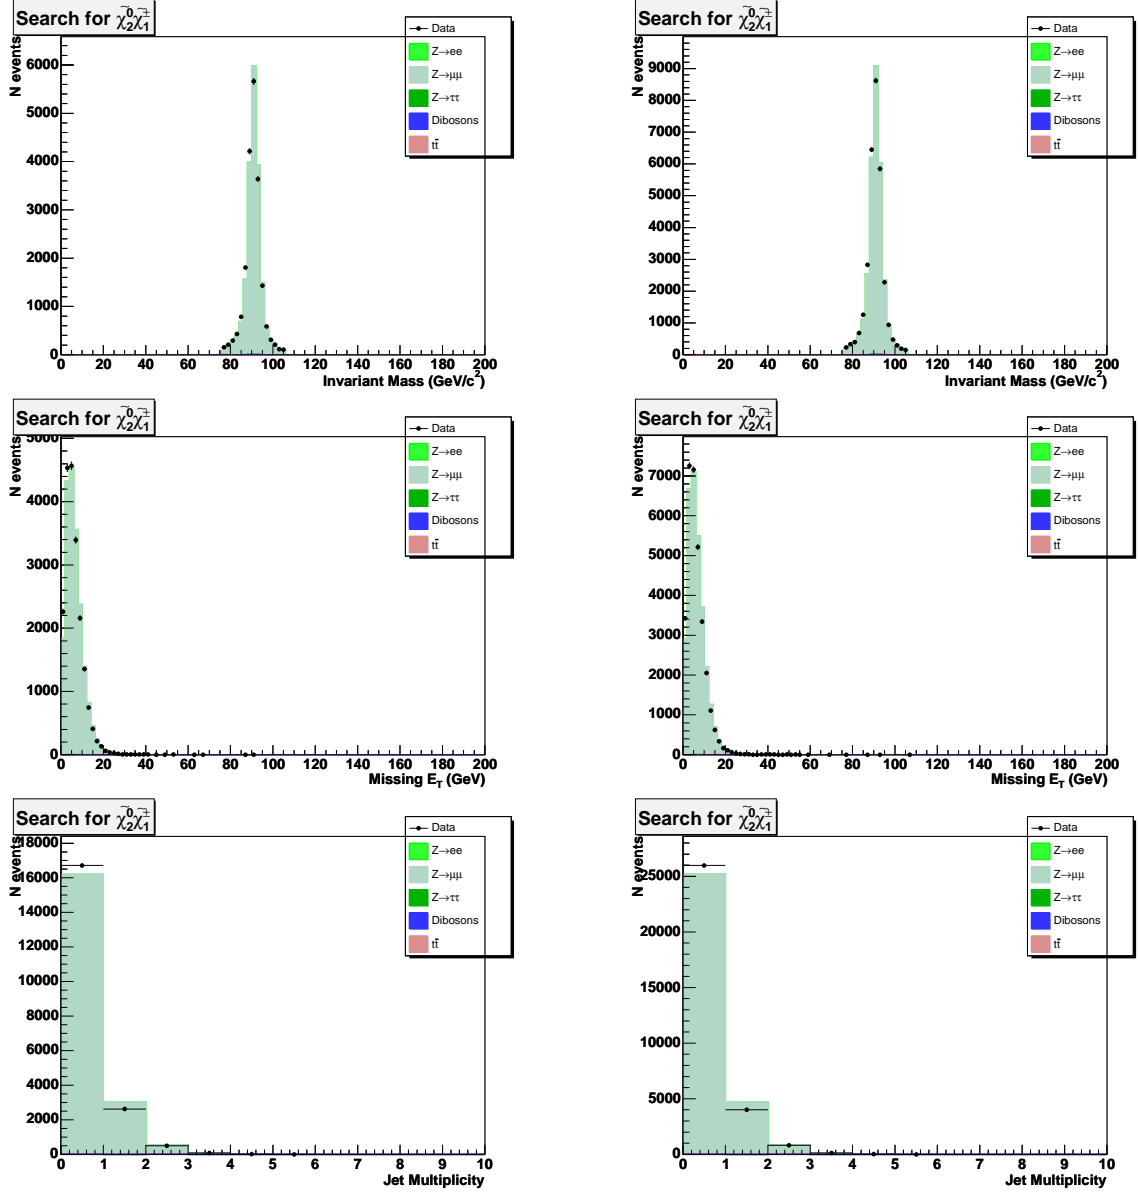 Search for χ̃⁰₂χ̃±₁
N events
6000
5000
4000
3000
2000
1000
0
0 20 40 60 80 100 120 140 160 180 200
Invariant Mass (GeV/c²)
Data
Z→ee
Z→μμ
Z→ττ
Dibosons
tt̄
Search for χ̃⁰₂χ̃±₁
N events
9000
8000
7000
6000
5000
4000
3000
2000
1000
0
0 20 40 60 80 100 120 140 160 180 200
Invariant Mass (GeV/c²)
Data
Z→ee
Z→μμ
Z→ττ
Dibosons
tt̄
Search for χ̃⁰₂χ̃±₁
N events
5000
4000
3000
2000
1000
0
0 20 40 60 80 100 120 140 160 180 200
Missing E_T (GeV)
Data
Z→ee
Z→μμ
Z→ττ
Dibosons
tt̄
Search for χ̃⁰₂χ̃±₁
N events
7000
6000
5000
4000
3000
2000
1000
0
0 20 40 60 80 100 120 140 160 180 200
Missing E_T (GeV)
Data
Z→ee
Z→μμ
Z→ττ
Dibosons
tt̄
Search for χ̃⁰₂χ̃±₁
N events
18000
16000
14000
12000
10000
8000
6000
4000
2000
0
0 1 2 3 4 5 6 7 8 9 10
Jet Multiplicity
Data
Z→ee
Z→μμ
Z→ττ
Dibosons
tt̄
Search for χ̃⁰₂χ̃±₁
N events
25000
20000
15000
10000
5000
0
0 1 2 3 4 5 6 7 8 9 10
Jet Multiplicity
Data
Z→ee
Z→μμ
Z→ττ
Dibosons
tt̄